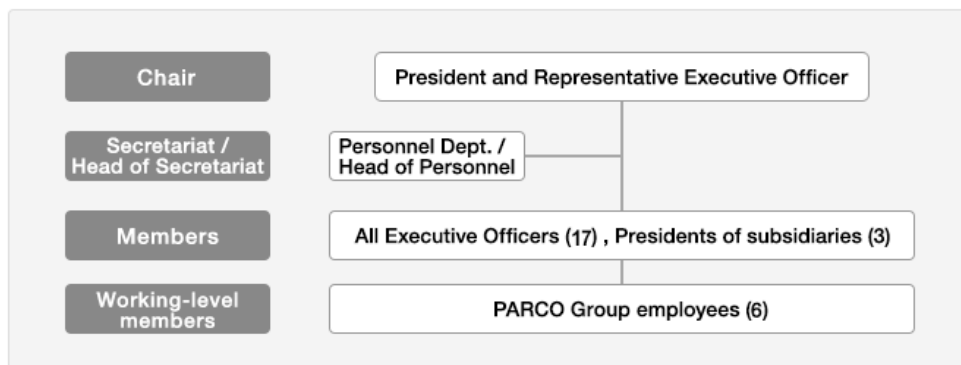 Chair
President and Representative Executive Officer
Secretariat /
Head of Secretariat
Personnel Dept. /
Head of Personnel
Members
All Executive Officers (17) , Presidents of subsidiaries (3)
Working-level
members
PARCO Group employees (6)